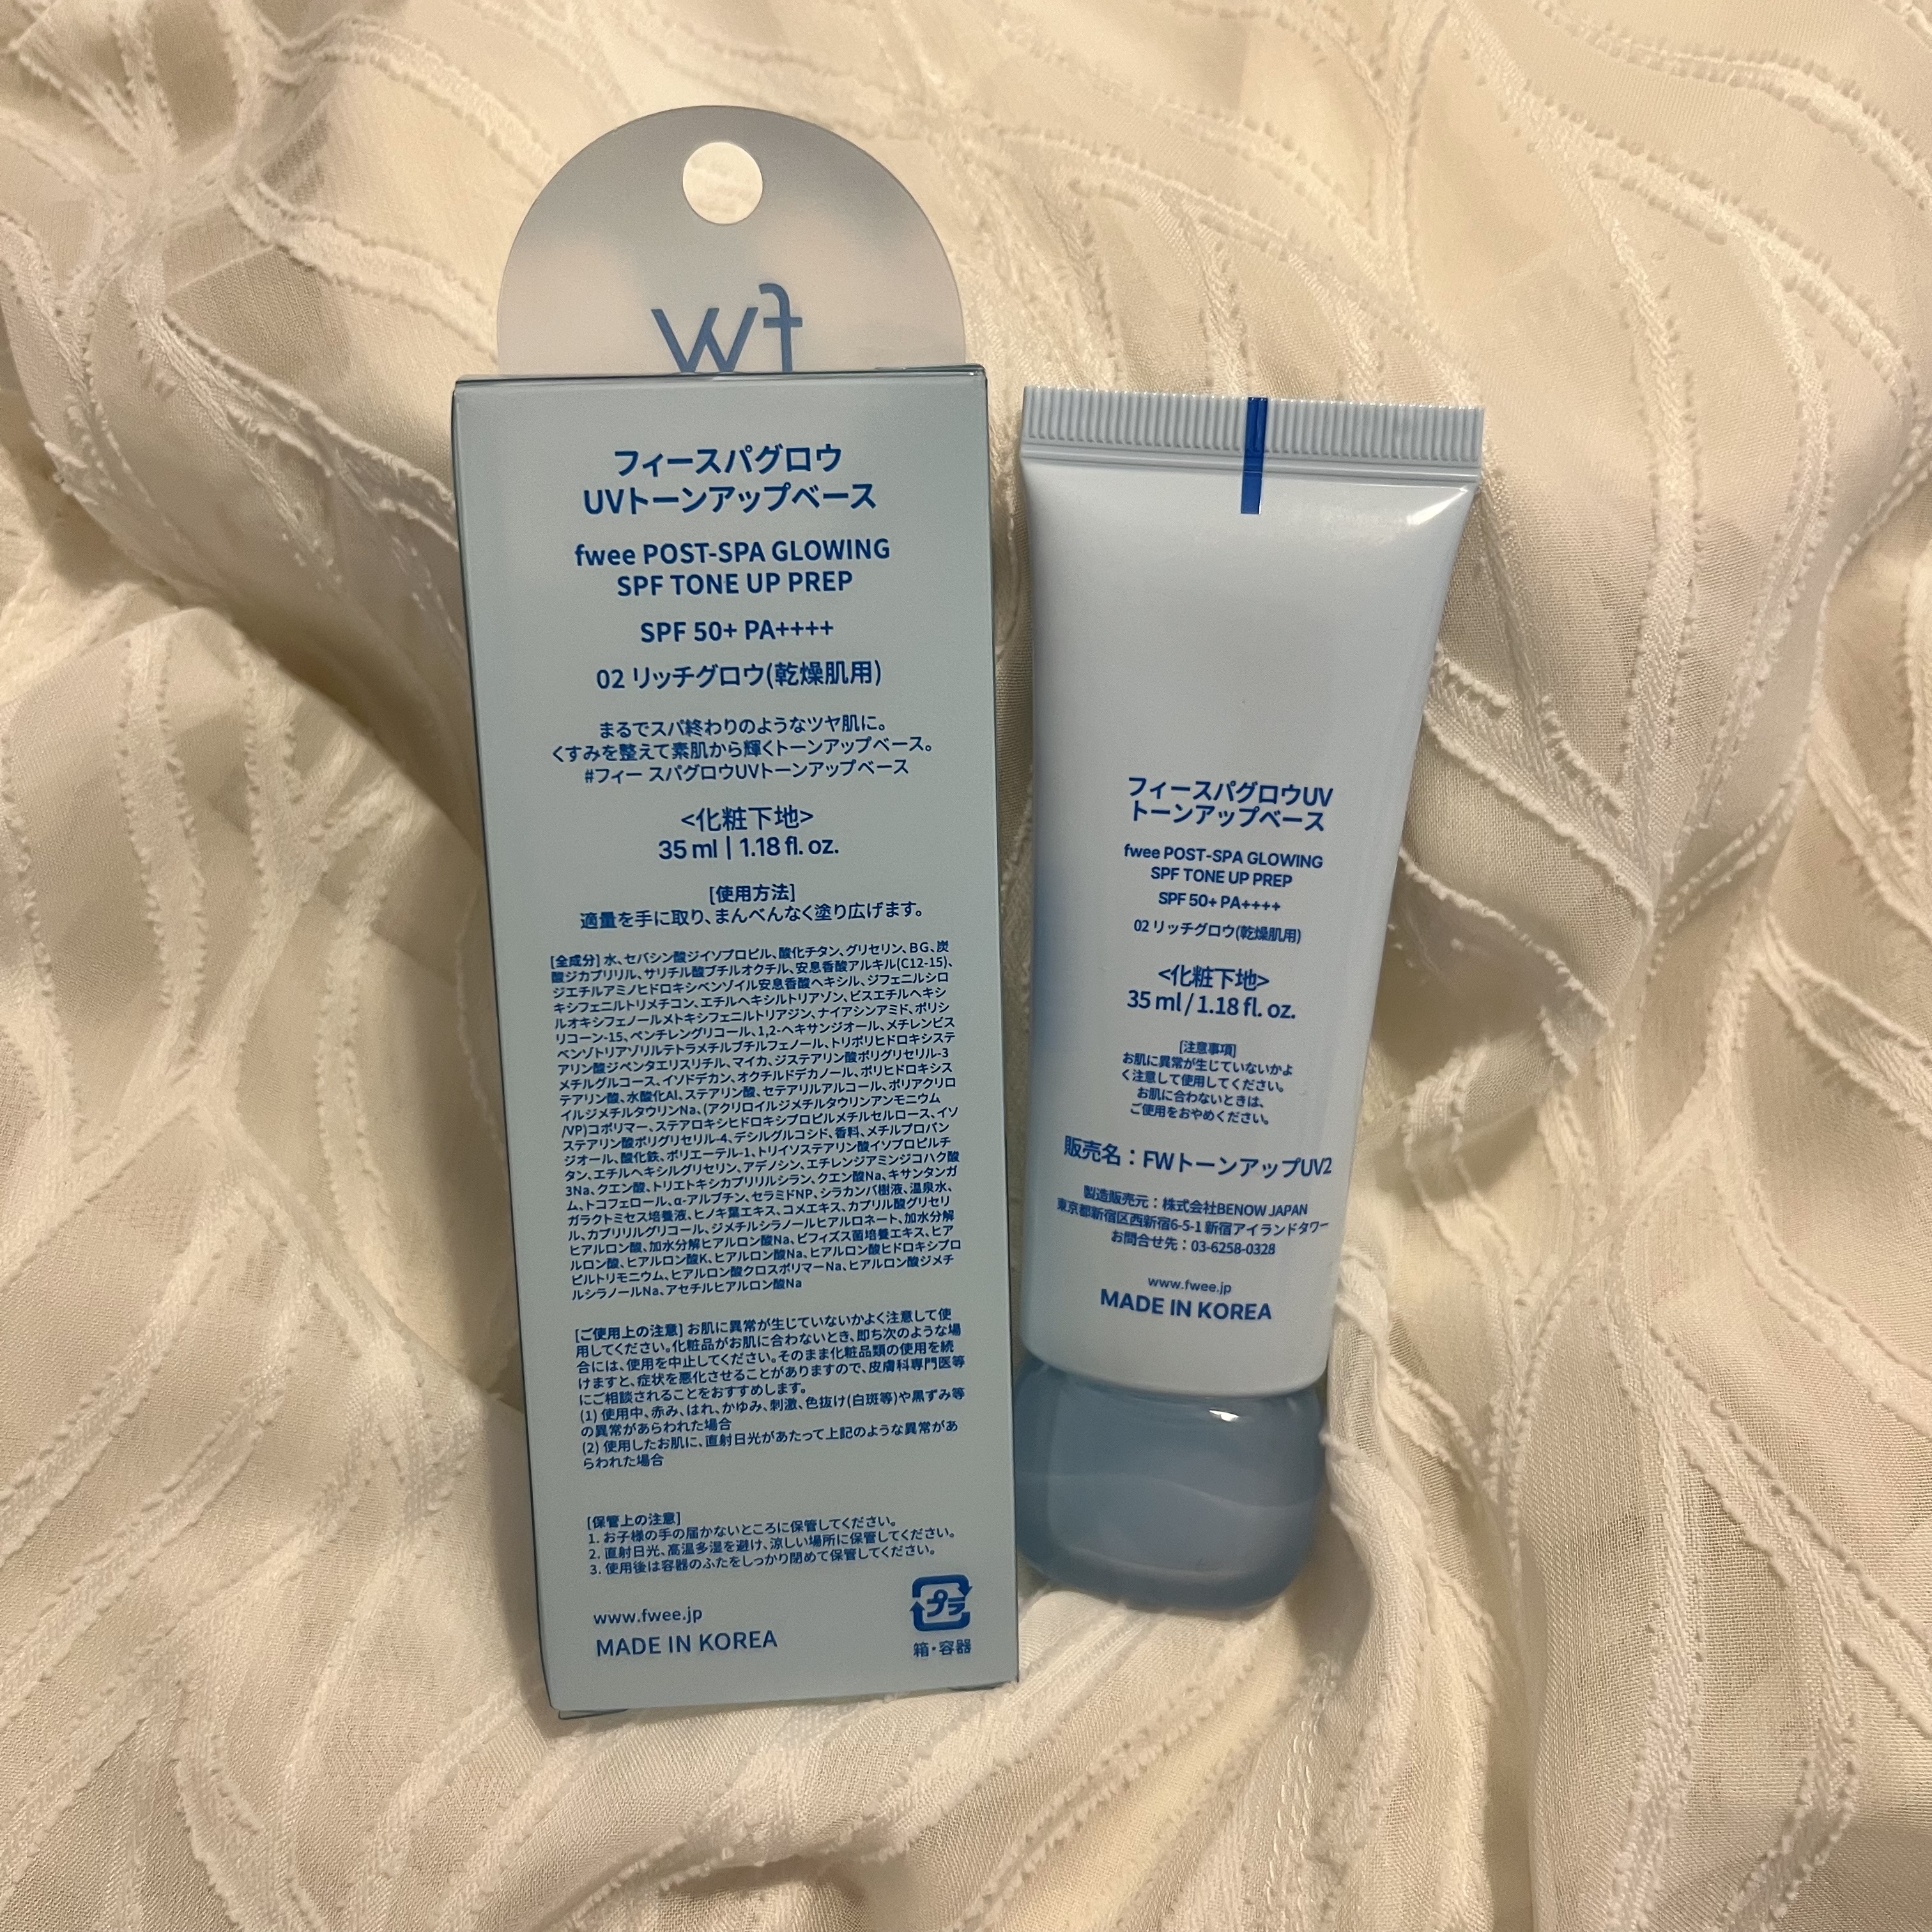 フィースパグロウ
UVトーンアップベース
fwee POST-SPA GLOWING
SPF TONE UP PREP
SPF 50+ PA++++
02 リッチグロウ(乾燥肌用)
まるでスパ終わりのようなツヤ肌に。
くすみを整えて素肌から輝くトーンアップベース。
#フィー スパグロウUVトーンアップベース
<化粧下地>
35 ml | 1.18 fl. oz.
[使用方法]
適量を手に取り、まんべんなく塗り広げます。
[全成分] 水、セバシン酸ジイソプロピル、酸化チタン、グリセリン、BG、炭
酸ジカプリリル、サリチル酸ブチルオクチル、安息香酸アルキル(C12-15)、
ジエチルアミノヒドロキシベンゾイル安息香酸ヘキシル、ジフェニルシロ
キシフェニルトリメチコン、エチルヘキシルトリアゾン、ビスエチルヘキシ
ルオキシフェノールメトキシフェニルトリアジン、ナイアシンアミド、ポリシ
リコーン-15、ペンチレングリコール、1,2-ヘキサンジオール、メチレンビス
ベンゾトリアゾリルテトラメチルブチルフェノール、トリポリヒドロキシステ
アリン酸ジペンタエリスリチル、マイカ、ジステアリン酸ポリグリセリル-3
メチルグルコース、イソドデカン、オクチルドデカノール、ポリヒドロキシス
テアリン酸、水酸化Al、ステアリン酸、セテアリルアルコール、ポリアクリロ
イルジメチルタウリンNa、(アクリロイルジメチルタウリンアンモニウム
/VP)コポリマー、ステアロキシヒドロキシプロピルメチルセルロース、イソ
ステアリン酸ポリグリセリル-4、デシルグルコシド、香料、メチルプロパン
ジオール、酸化鉄、ポリエーテル-1、トリイソステアリン酸イソプロピルチ
タン、エチルヘキシルグリセリン、アデノシン、エチレンジアミンジコハク酸
3Na、クエン酸、トリエトキシカプリリルシラン、クエン酸Na、キサンタンガ
ム、トコフェロール、α-アルブチン、セラミドNP、シラカンバ樹液、温泉水、
ガラクトミセス培養液、ヒノキ葉エキス、コメエキス、カプリル酸グリセリ
ル、カプリリルグリコール、ジメチルシラノールヒアルロネート、加水分解
ヒアルロン酸、加水分解ヒアルロン酸Na、ビフィズス菌培養エキス、ヒア
ルロン酸、ヒアルロン酸K、ヒアルロン酸Na、ヒアルロン酸ヒドロキシプロ
ピルトリモニウム、ヒアルロン酸クロスポリマーNa、ヒアルロン酸ジメチ
ルシラノールNa、アセチルヒアルロン酸Na
[ご使用上の注意] お肌に異常が生じていないかよく注意して使
用してください。化粧品がお肌に合わないとき、即ち次のような場
合には、使用を中止してください。そのまま化粧品類の使用を続
けますと、症状を悪化させることがありますので、皮膚科専門医等
にご相談されることをおすすめします。
(1) 使用中、赤み、はれ、かゆみ、刺激、色抜け(白斑等)や黒ずみ等
の異常があらわれた場合
(2) 使用したお肌に、直射日光があたって上記のような異常があ
らわれた場合
[保管上の注意]
1. お子様の手の届かないところに保管してください。
2. 直射日光、高温多湿を避け、涼しい場所に保管してください。
3. 使用後は容器のふたをしっかり閉めて保管してください。
www.fwee.jp
MADE IN KOREA
プラ
箱・容器
フィースパグロウUV
トーンアップベース
fwee POST-SPA GLOWING
SPF TONE UP PREP
SPF 50+ PA++++
02 リッチグロウ(乾燥肌用)
<化粧下地>
35 ml / 1.18 fl. oz.
[注意事項]
お肌に異常が生じていないかよ
く注意して使用してください。
お肌に合わないときは、
ご使用をおやめください。
販売名：FWトーンアップUV2
製造販売元：株式会社BENOW JAPAN
東京都新宿区西新宿6-5-1 新宿アイランドタワー
お問合せ先：03-6258-0328
www.fwee.jp
MADE IN KOREA